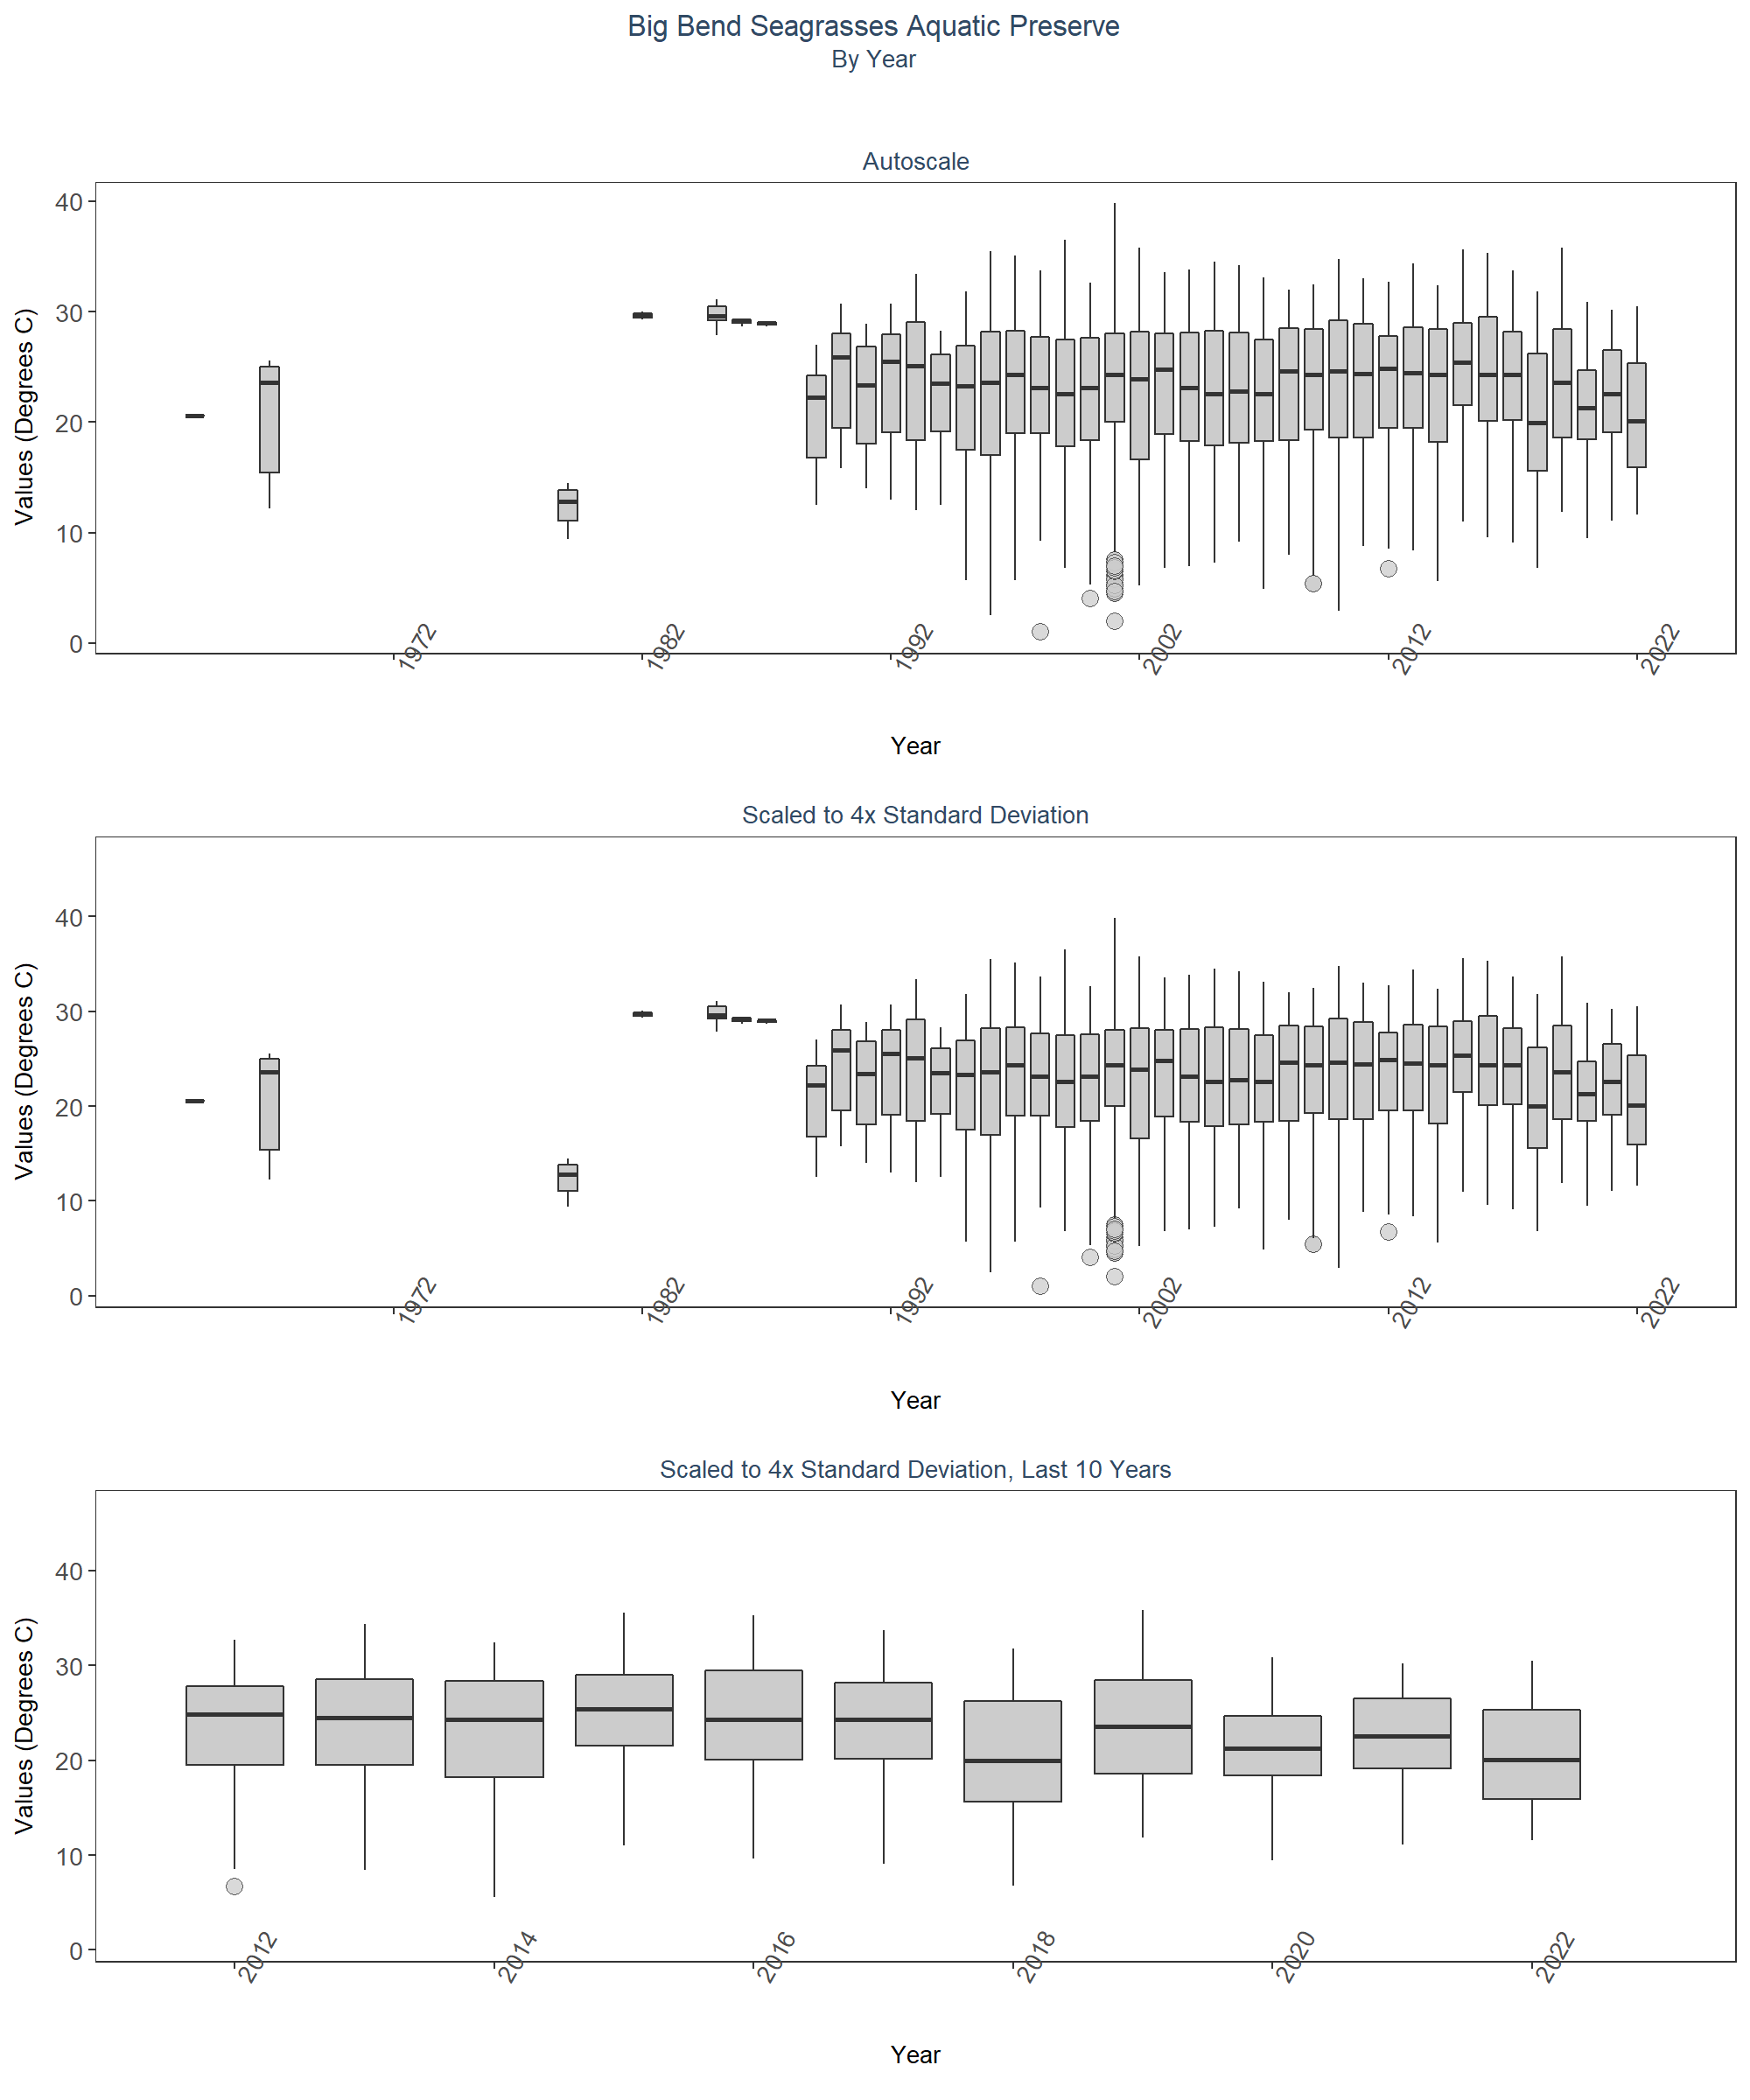 Big Bend Seagrasses Aquatic Preserve
By Year
Autoscale
Values (Degrees C)
40
30
20
10
0
1972 1982 1992 2002 2012 2022
Year
Scaled to 4x Standard Deviation
Values (Degrees C)
40
30
20
10
0
1972 1982 1992 2002 2012 2022
Year
Scaled to 4x Standard Deviation, Last 10 Years
Values (Degrees C)
40
30
20
10
0
2012 2014 2016 2018 2020 2022
Year